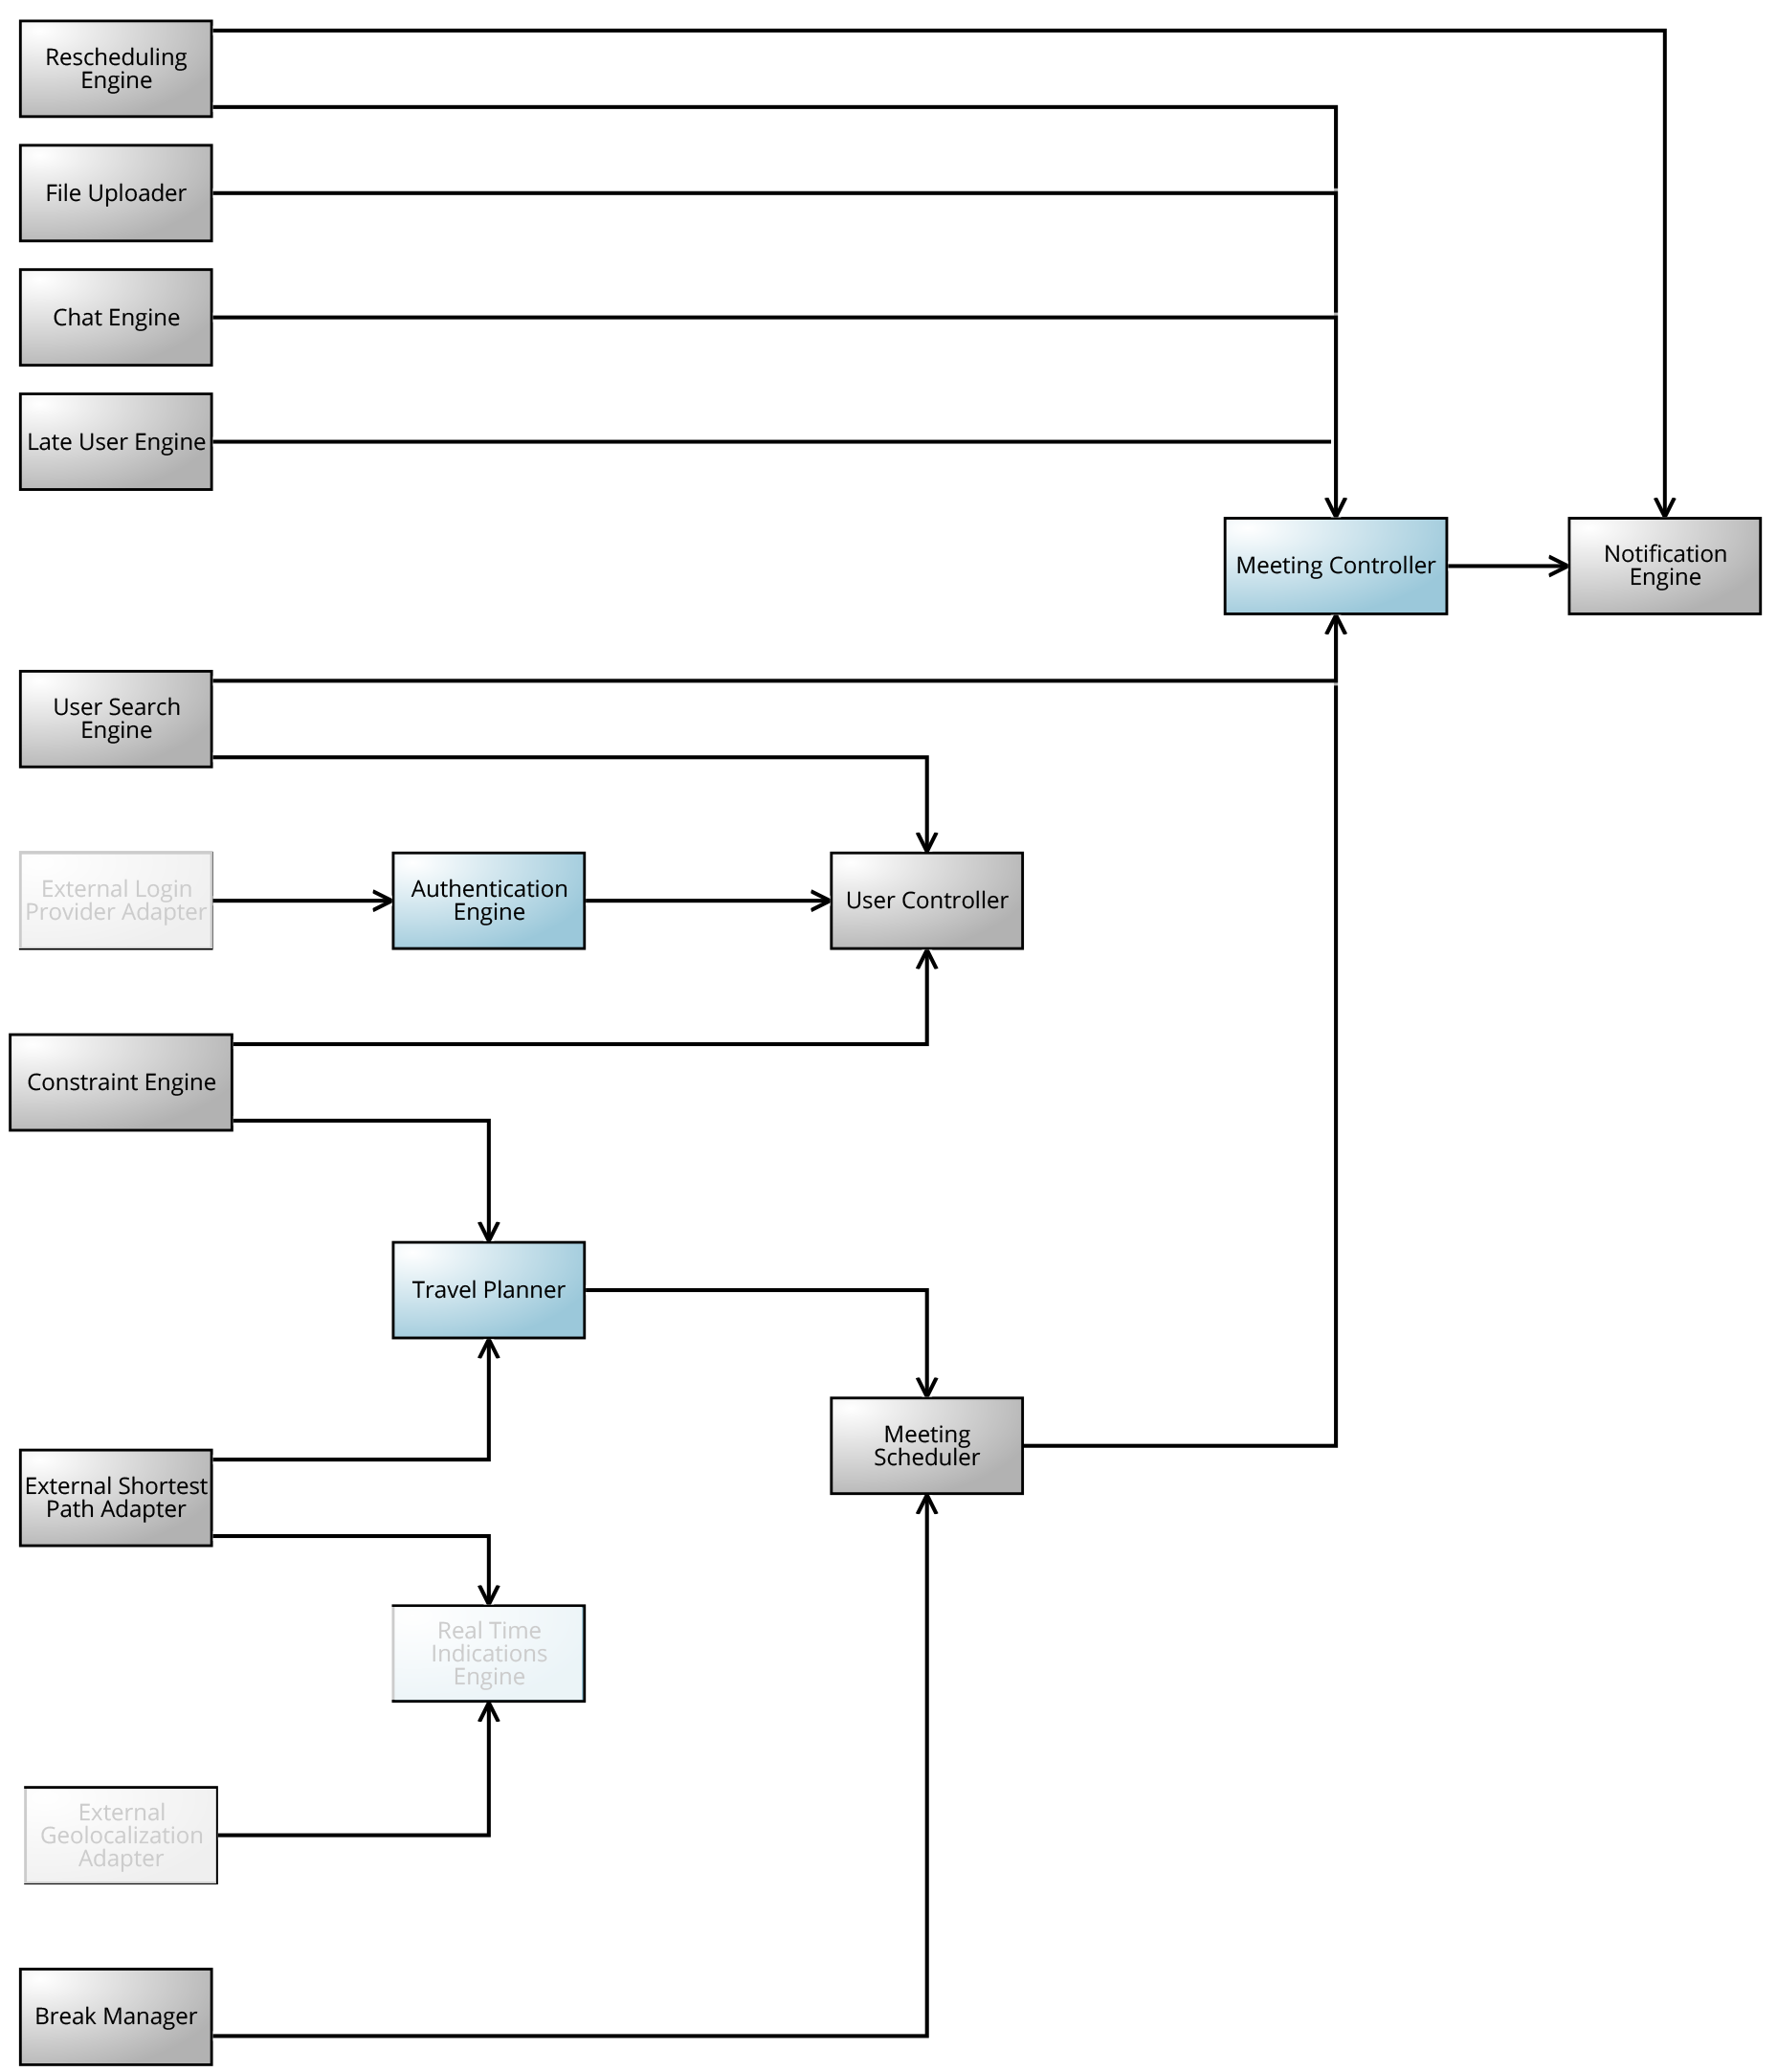 Rescheduling
Engine
File Uploader
Chat Engine
Late User Engine
Meeting Controller
Notification
Engine
User Search
Engine
External Login
Provider Adapter
Authentication
Engine
User Controller
Constraint Engine
Travel Planner
Meeting
Scheduler
External Shortest
Path Adapter
Real Time
Indications
Engine
External
Geolocalization
Adapter
Break Manager